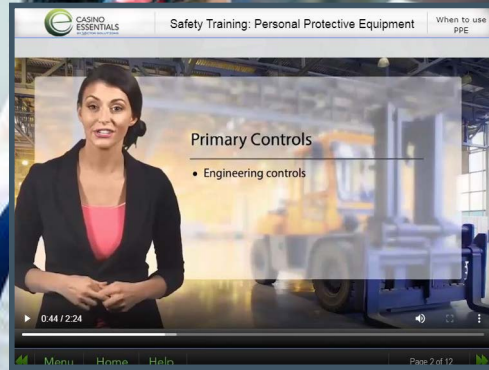 CASINO
ESSENTIALS
Safety Training: Personal Protective Equipment
When to use
PPE
Primary Controls
• Engineering controls
0:44 / 2:24
Menu Home Help
Page 2 of 12